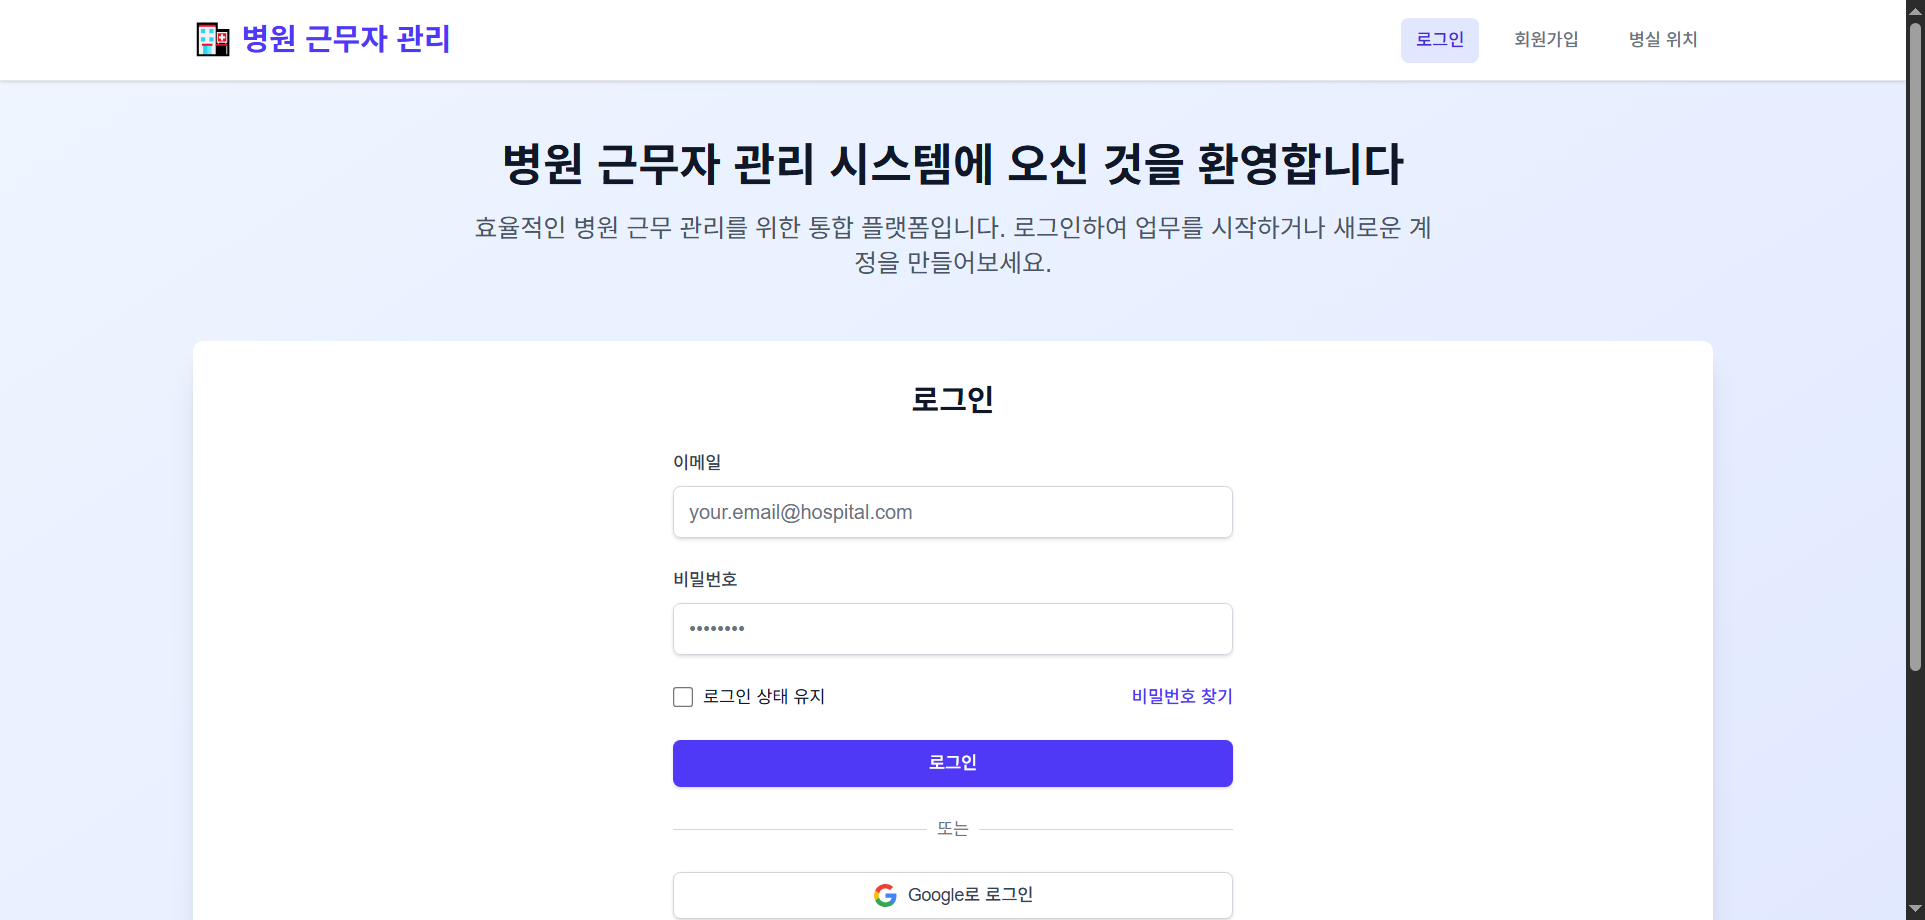 병원 근무자 관리
로그인
회원가입
병실 위치
병원 근무자 관리 시스템에 오신 것을 환영합니다
효율적인 병원 근무 관리를 위한 통합 플랫폼입니다. 로그인하여 업무를 시작하거나 새로운 계
정을 만들어보세요.
로그인
이메일
your.email@hospital.com
비밀번호
••••••••
로그인 상태 유지
비밀번호 찾기
로그인
또는
Google로 로그인